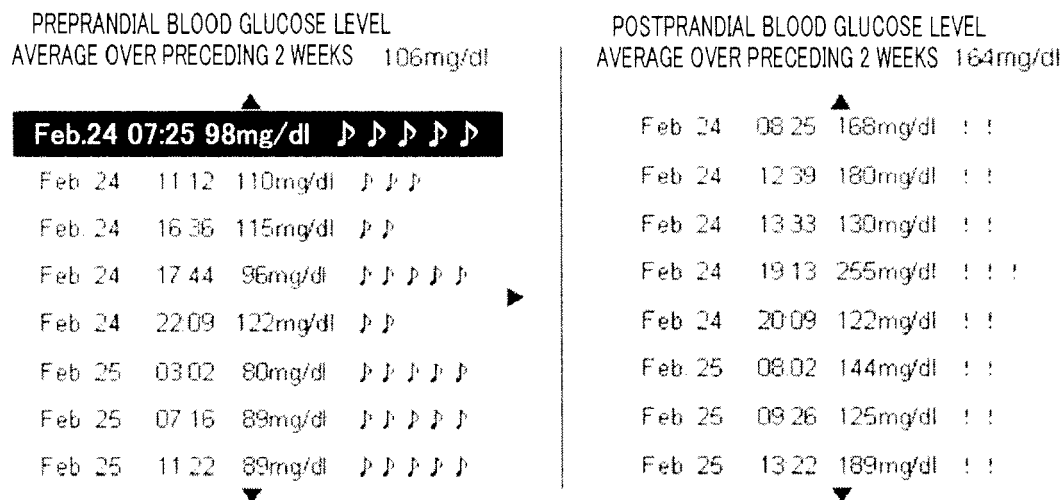 PREPRANDIAL BLOOD GLUCOSE LEVEL
AVERAGE OVER PRECEDING 2 WEEKS 106mg/dl
▲
Feb.24 07:25 98mg/dl ♪ ♪ ♪ ♪ ♪
Feb 24 11 12 110mg/dl ♪ ♪ ♪
Feb. 24 16 36 115mg/dl ♪ ♪
Feb 24 17 44 96mg/dl ♪ ♪ ♪ ♪ ♪
Feb 24 22:09 122mg/dl ♪ ♪
Feb 25 03 02 80mg/dl ♪ ♪ ♪ ♪ ♪
Feb 25 07 16 89mg/dl ♪ ♪ ♪ ♪ ♪
Feb 25 11 22 89mg/dl ♪ ♪ ♪ ♪ ♪
▼
▶
POSTPRANDIAL BLOOD GLUCOSE LEVEL
AVERAGE OVER PRECEDING 2 WEEKS 164mg/dl
▲
Feb 24 08 25 168mg/dl ! !
Feb 24 12 39 180mg/dl ! !
Feb 24 13 33 130mg/dl ! !
Feb 24 19 13 255mg/dl ! ! !
Feb 24 20 09 122mg/dl ! !
Feb. 25 08 02 144mg/dl ! !
Feb 25 09 26 125mg/dl ! !
Feb 25 13 22 189mg/dl ! !
▼